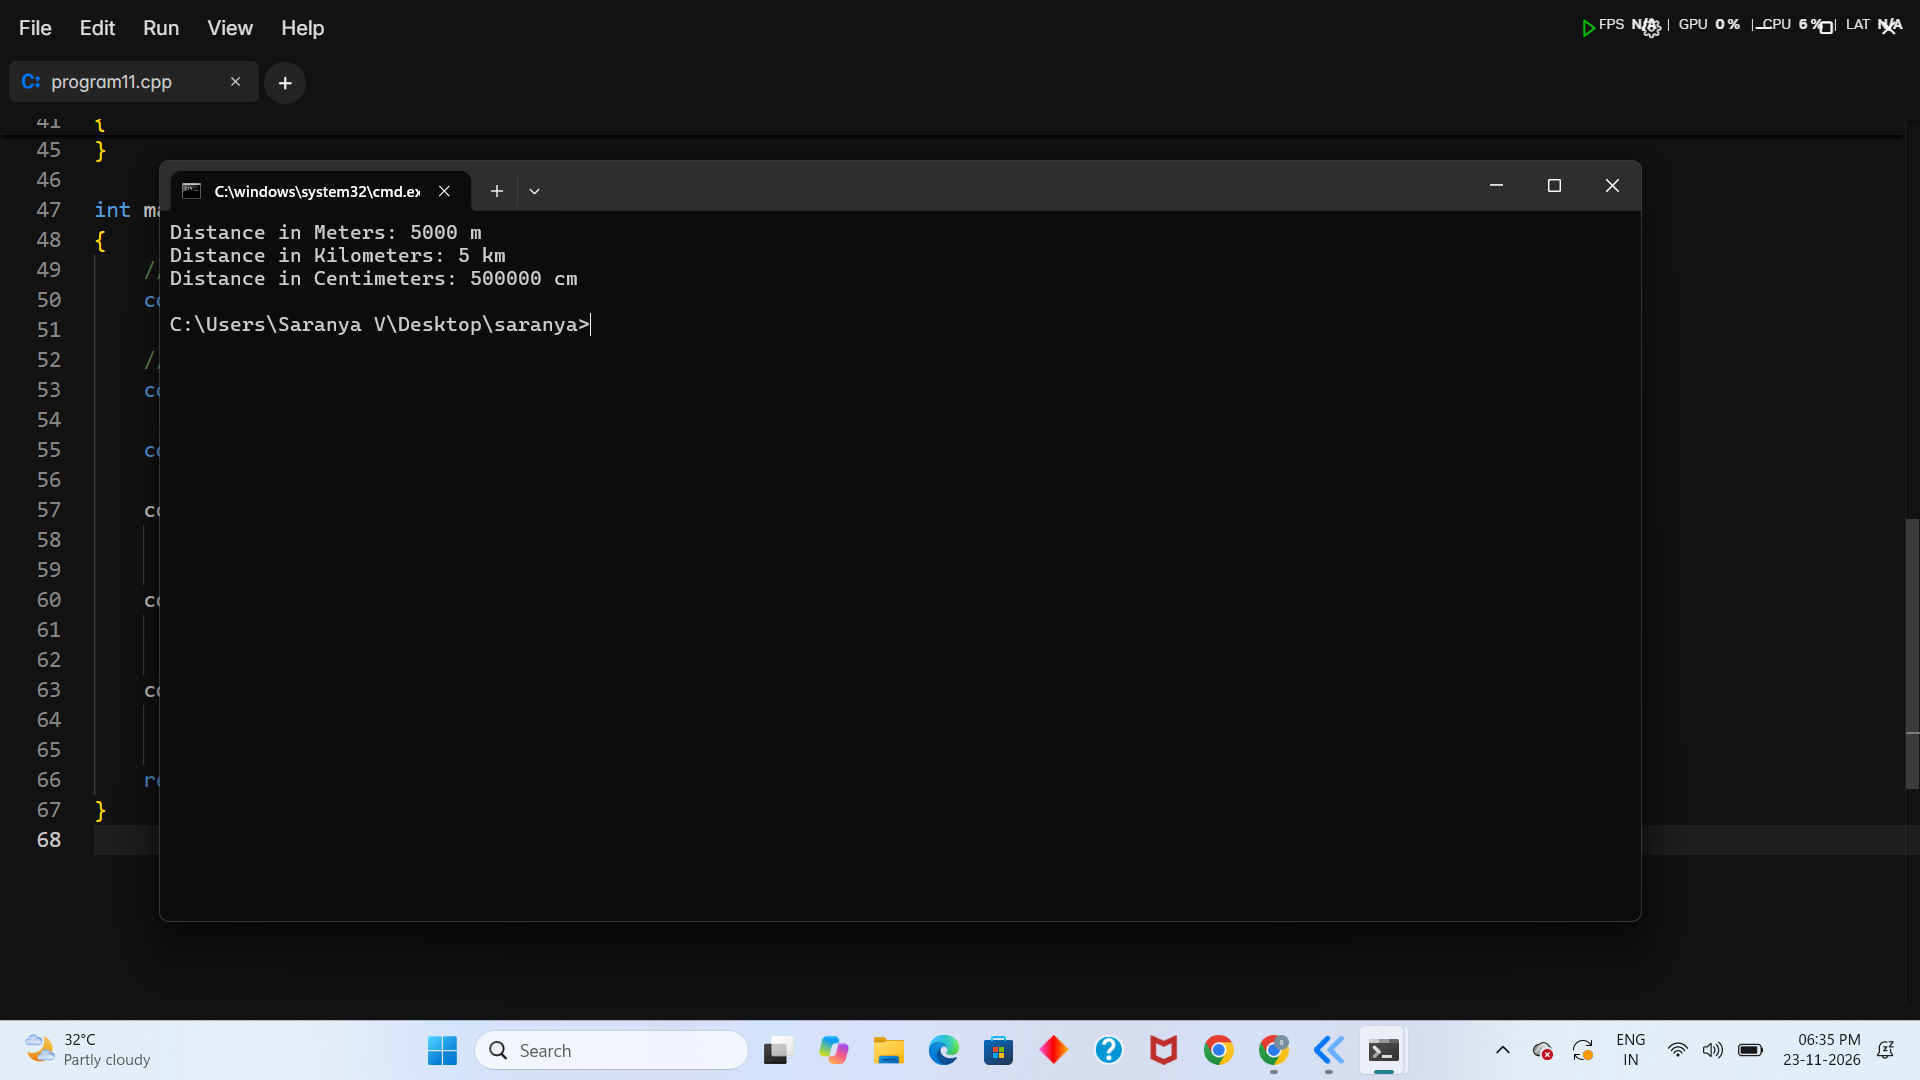 File Edit Run View Help
FPS N/A | GPU 0 % | CPU 6 % | LAT N/A
program11.cpp
41 {
45 }
46
47 int
48 {
49 //
50
51
52 //
53
54
55
56
57
58
59
60
61
62
63
64
65
66
67 }
68
C:\windows\system32\cmd.ex
Distance in Meters: 5000 m
Distance in Kilometers: 5 km
Distance in Centimeters: 500000 cm
C:\Users\Saranya V\Desktop\saranya>
32°C
Partly cloudy
Search
ENG
IN
06:35 PM
23-11-2026